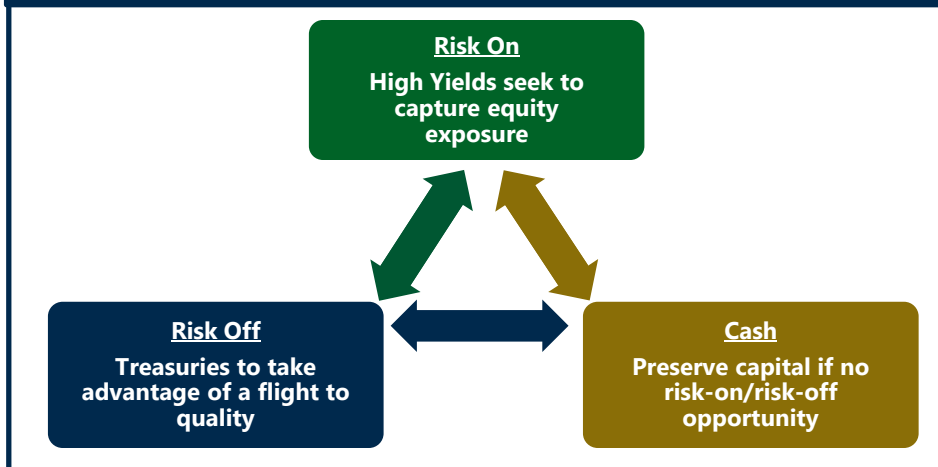 Risk On
High Yields seek to
capture equity
exposure
Risk Off
Treasuries to take
advantage of a flight to
quality
Cash
Preserve capital if no
risk-on/risk-off
opportunity